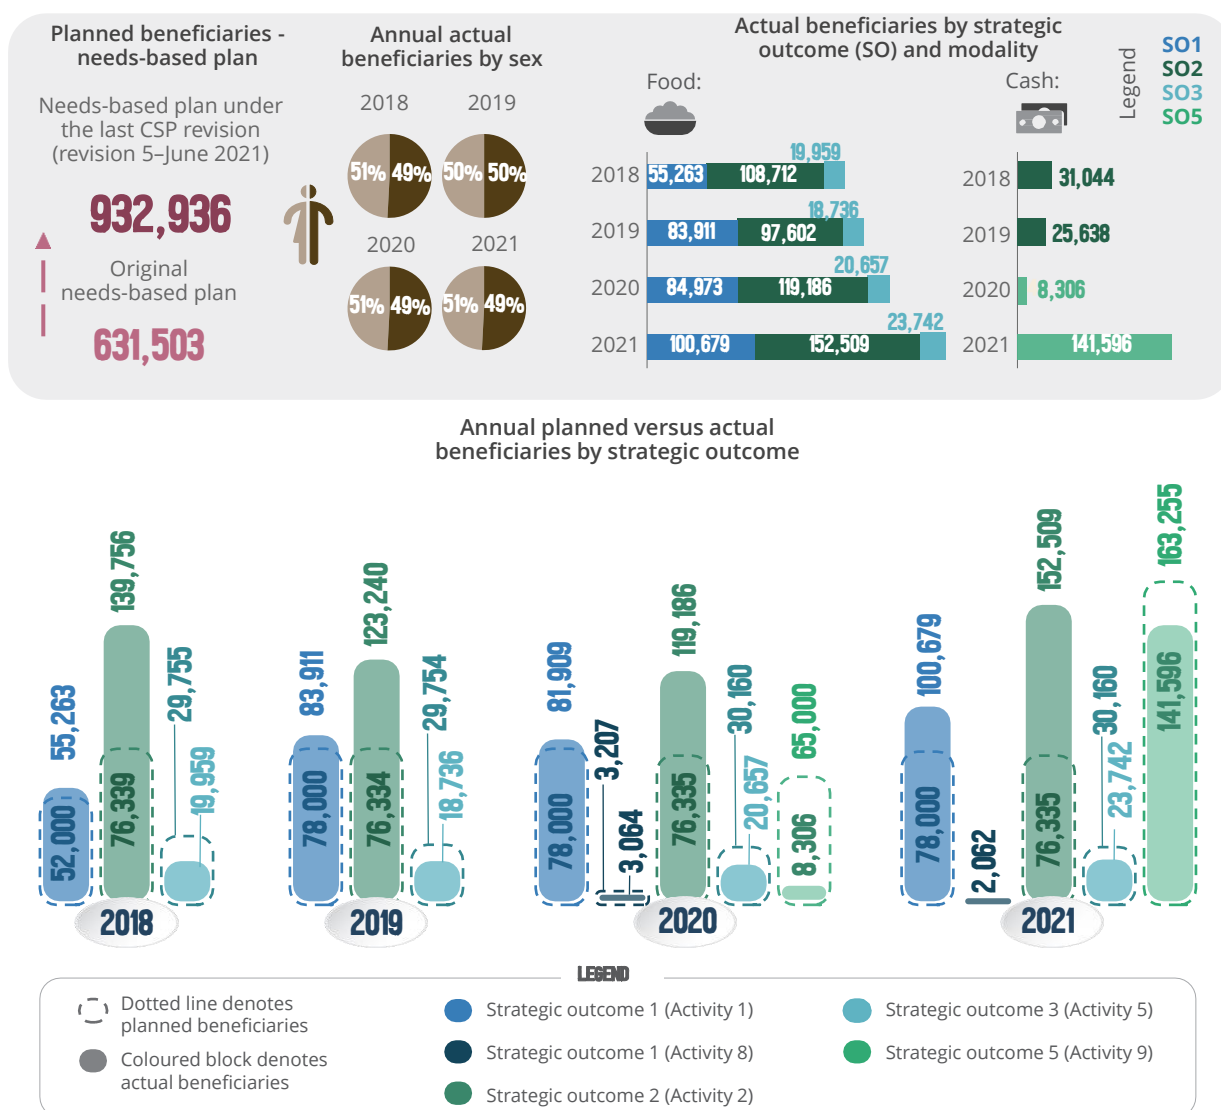 Planned beneficiaries -
needs-based plan
Needs-based plan under
the last CSP revision
(revision 5–June 2021)
932,936
Original
needs-based plan
631,503
Annual actual
beneficiaries by sex
2018
2019
51% 49%
50% 50%
2020
2021
51% 49%
51% 49%
Actual beneficiaries by strategic
outcome (SO) and modality
Legend
SO1
SO2
SO3
SO5
Food:
2018
55,263
108,712
19,959
2019
83,911
97,602
18,736
2020
84,973
119,186
20,657
2021
100,679
152,509
23,742
Cash:
2018
31,044
2019
25,638
2020
8,306
2021
141,596
Annual planned versus actual
beneficiaries by strategic outcome
55,263
52,000
139,756
76,339
29,755
19,959
2018
83,911
78,000
123,240
76,334
29,754
18,736
2019
81,909
78,000
3,207
3,064
119,186
76,335
30,160
20,657
65,000
8,306
2020
100,679
78,000
2,062
152,509
76,335
30,160
23,742
163,255
141,596
2021
LEGEND
Dotted line denotes
planned beneficiaries
Coloured block denotes
actual beneficiaries
Strategic outcome 1 (Activity 1)
Strategic outcome 1 (Activity 8)
Strategic outcome 2 (Activity 2)
Strategic outcome 3 (Activity 5)
Strategic outcome 5 (Activity 9)